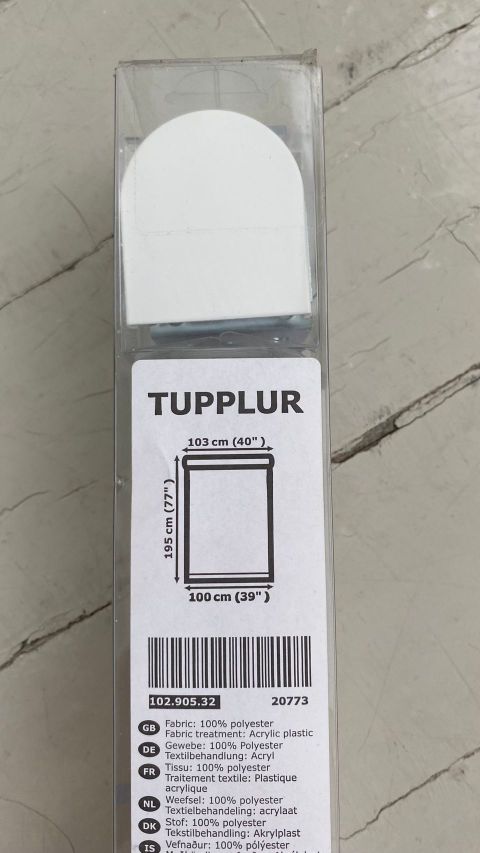 TUPPLUR
103 cm (40")
195 cm (77")
100 cm (39")
102.905.32 20773
GB Fabric: 100% polyester
Fabric treatment: Acrylic plastic
DE Gewebe: 100% Polyester
Textilbehandlung: Acryl
FR Tissu: 100% polyester
Traitement textile: Plastique
acrylique
NL Weefsel: 100% polyester
Textielbehandeling: acrylaat
DK Stof: 100% polyester
Tekstilbehandling: Akrylplast
IS Vefnaður: 100% pólýester